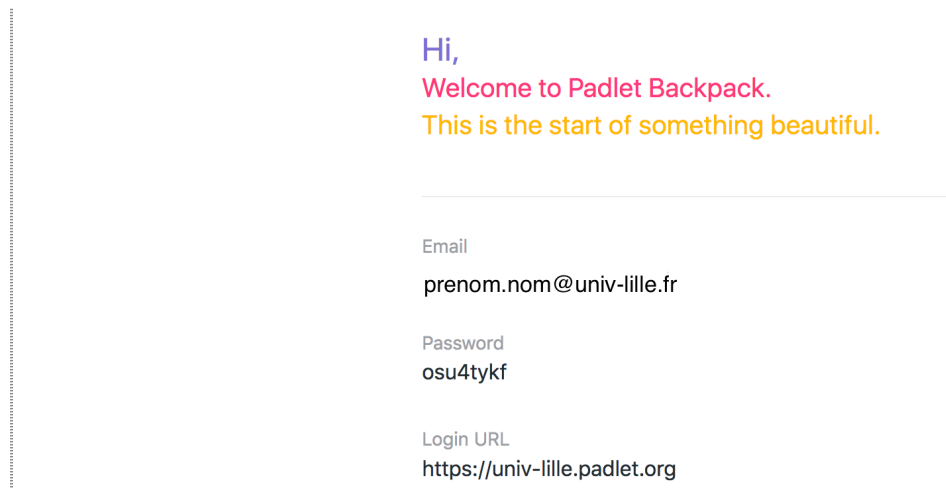 Hi,
Welcome to Padlet Backpack.
This is the start of something beautiful.
Email
prenom.nom@univ-lille.fr
Password
osu4tykf
Login URL
https://univ-lille.padlet.org